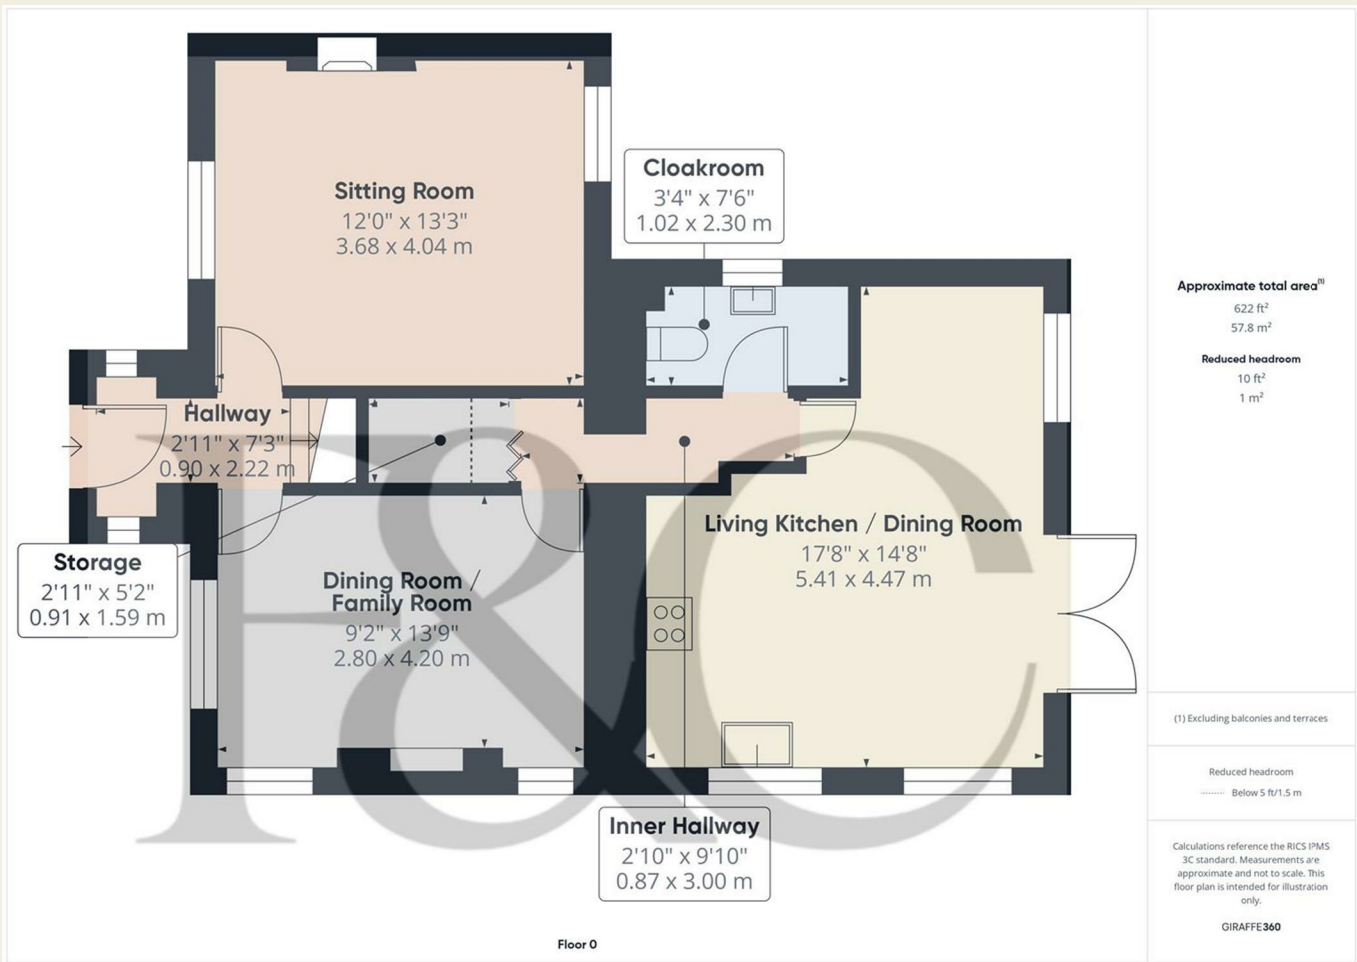 Sitting Room
12'0" x 13'3"
3.68 x 4.04 m
Cloakroom
3'4" x 7'6"
1.02 x 2.30 m
Hallway
2'11" x 7'3"
0.90 x 2.22 m
Storage
2'11" x 5'2"
0.91 x 1.59 m
Dining Room /
Family Room
9'2" x 13'9"
2.80 x 4.20 m
Living Kitchen / Dining Room
17'8" x 14'8"
5.41 x 4.47 m
Inner Hallway
2'10" x 9'10"
0.87 x 3.00 m
F&C
Floor 0
Approximate total area(1)
622 ft²
57.8 m²
Reduced headroom
10 ft²
1 m²
(1) Excluding balconies and terraces
Reduced headroom
Below 5 ft/1.5 m
Calculations reference the RICS IPMS
3C standard. Measurements are
approximate and not to scale. This
floor plan is intended for illustration
only.
GIRAFFE360